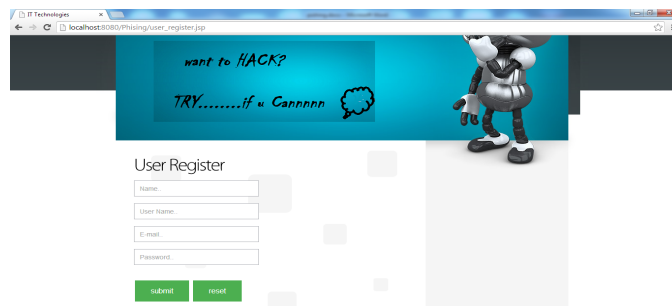 IT Technologies
localhost:8080/Phising/user_register.jsp
want to HACK?
TRY........if u Cannnnn
User Register
Name..
User Name..
E-mail..
Password..
submit
reset